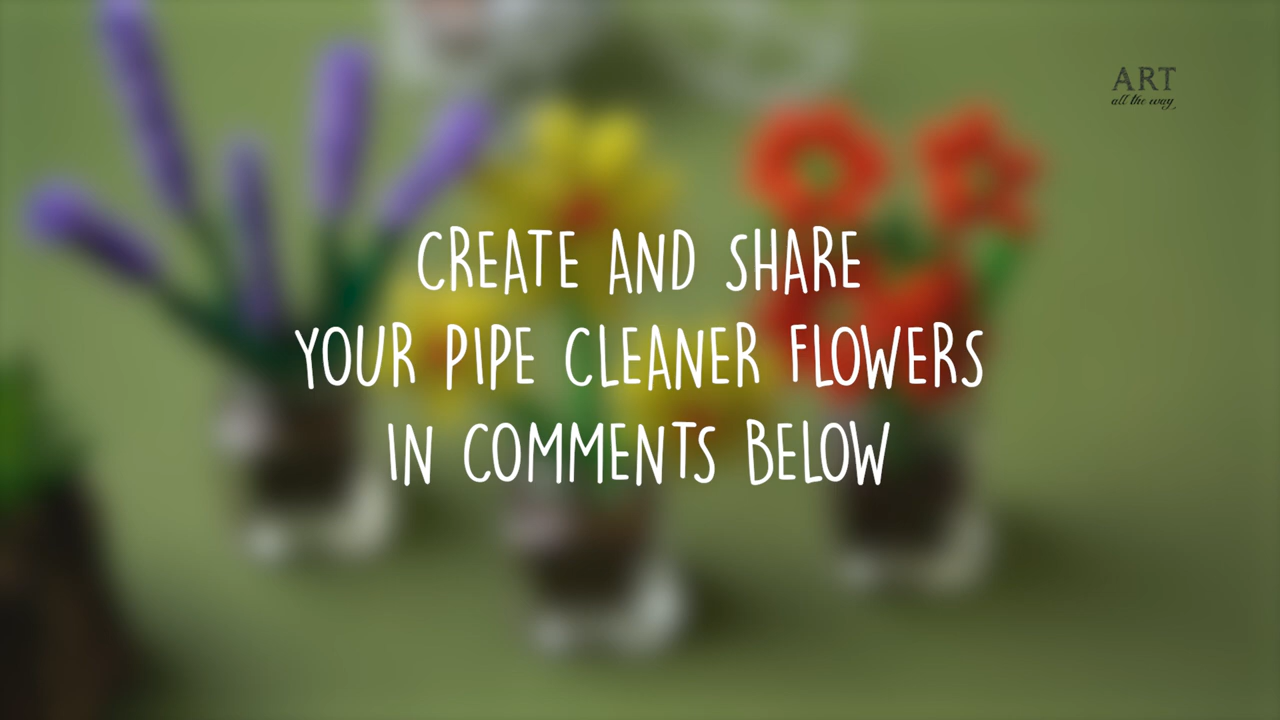 ART
all the way
CREATE AND SHARE
YOUR PIPE CLEANER FLOWERS
IN COMMENTS BELOW